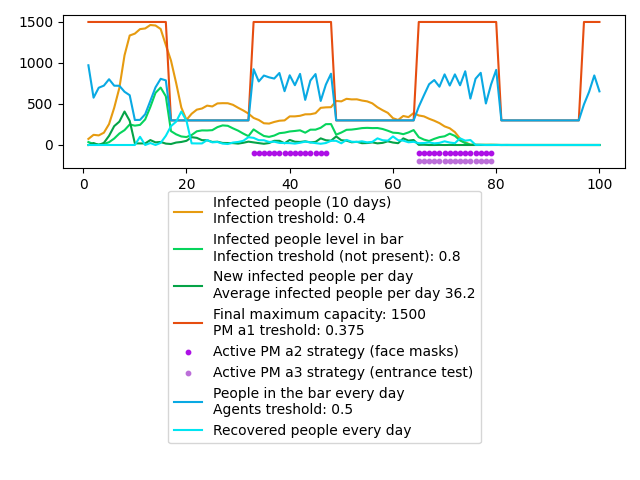 1500
1000
500
0
0
20
40
60
80
100
Infected people (10 days)
Infection treshold: 0.4
Infected people level in bar
Infection treshold (not present): 0.8
New infected people per day
Average infected people per day 36.2
Final maximum capacity: 1500
PM a1 treshold: 0.375
Active PM a2 strategy (face masks)
Active PM a3 strategy (entrance test)
People in the bar every day
Agents treshold: 0.5
Recovered people every day